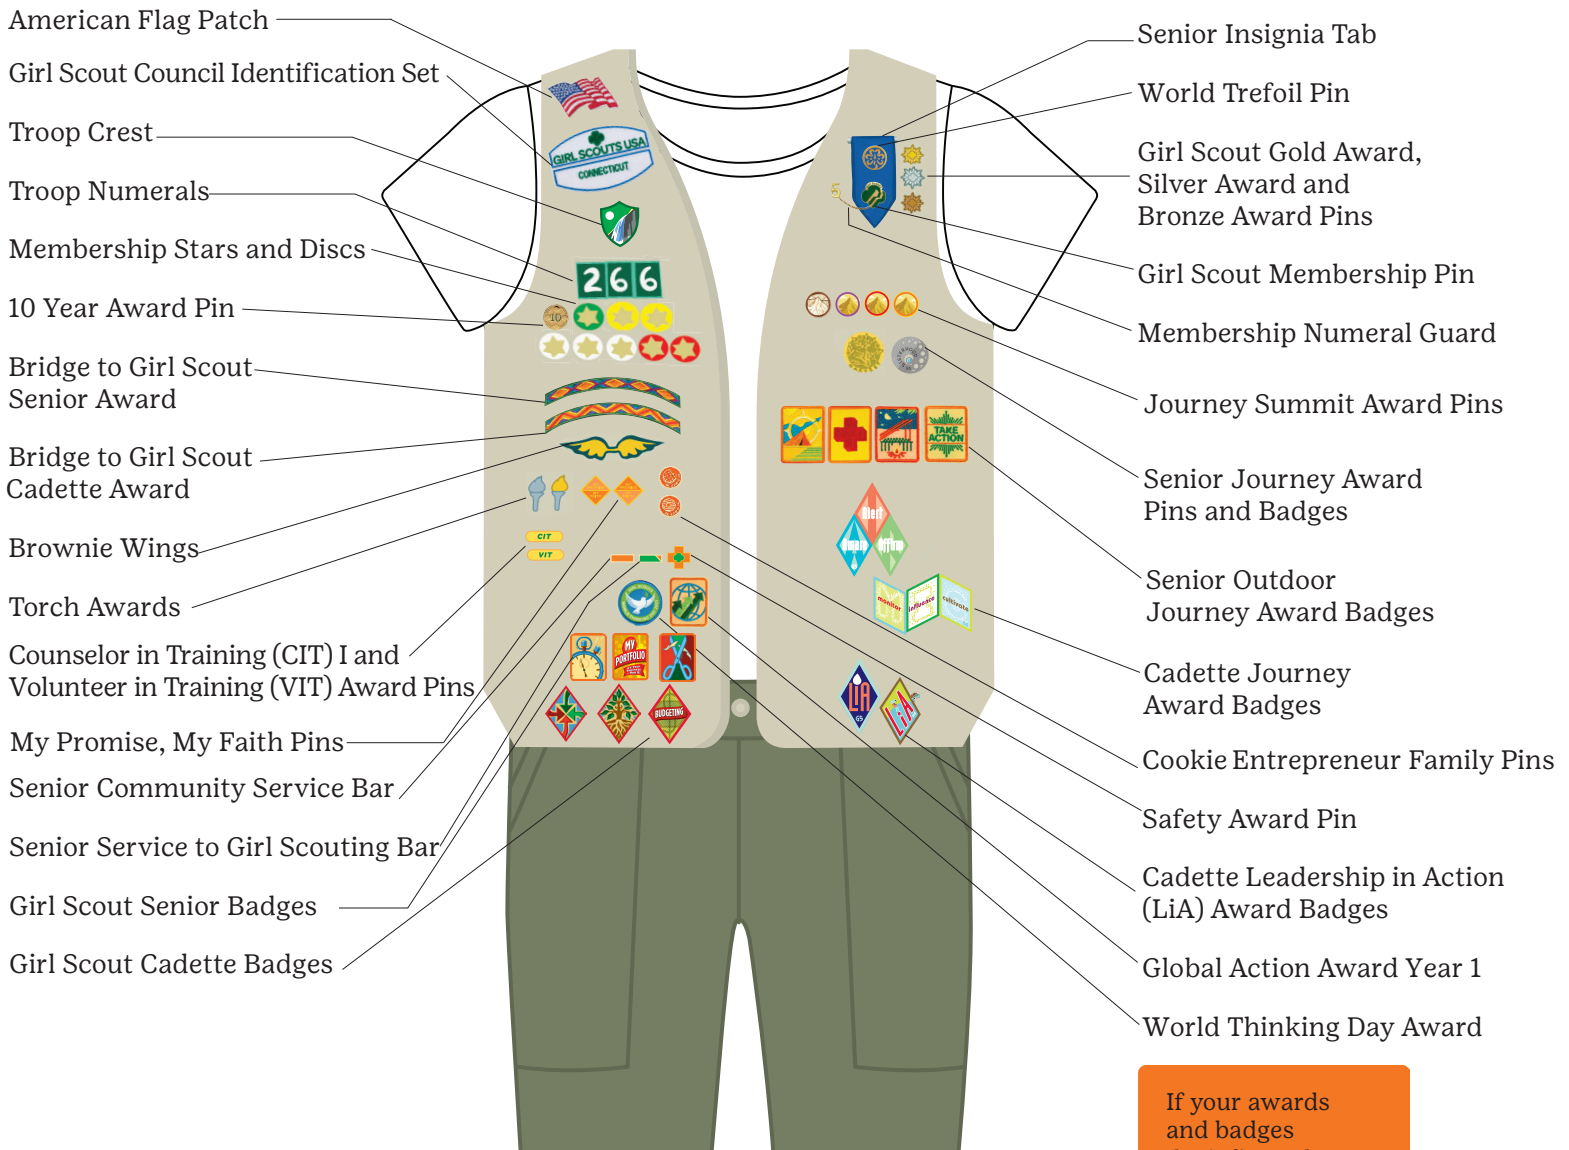 American Flag Patch
Girl Scout Council Identification Set
Troop Crest
Troop Numerals
Membership Stars and Discs
10 Year Award Pin
Bridge to Girl Scout
Senior Award
Bridge to Girl Scout
Cadette Award
Brownie Wings
Torch Awards
Counselor in Training (CIT) I and
Volunteer in Training (VIT) Award Pins
My Promise, My Faith Pins
Senior Community Service Bar
Senior Service to Girl Scouting Bar
Girl Scout Senior Badges
Girl Scout Cadette Badges
GIRL SCOUTS USA
CONNECTICUT
266
10
CIT
VIT
MY
PORTFOLIO
BUDGETING
TAKE
ACTION
Alert
monitor
influence
cultivate
LiA
G5
LiA
Senior Insignia Tab
World Trefoil Pin
Girl Scout Gold Award,
Silver Award and
Bronze Award Pins
Girl Scout Membership Pin
Membership Numeral Guard
Journey Summit Award Pins
Senior Journey Award
Pins and Badges
Senior Outdoor
Journey Award Badges
Cadette Journey
Award Badges
Cookie Entrepreneur Family Pins
Safety Award Pin
Cadette Leadership in Action
(LiA) Award Badges
Global Action Award Year 1
World Thinking Day Award
If your awards
and badges